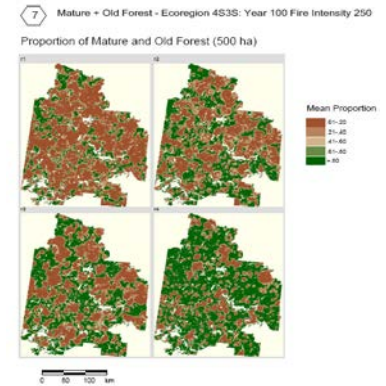 7
Mature + Old Forest - Ecoregion 4S3S: Year 100 Fire Intensity 250
Proportion of Mature and Old Forest (500 ha)
Mean Proportion
0 50 100 km